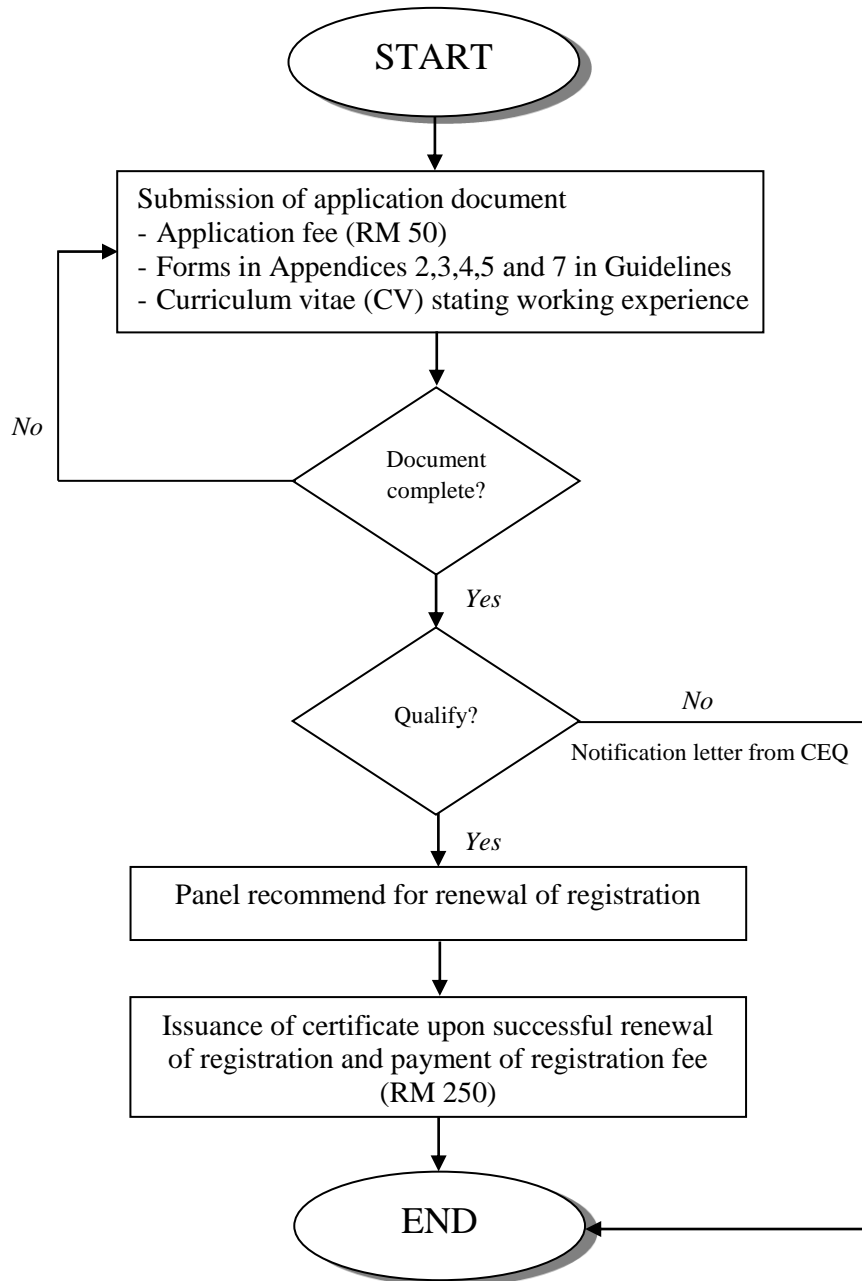 START
Submission of application document
- Application fee (RM 50)
- Forms in Appendices 2,3,4,5 and 7 in Guidelines
- Curriculum vitae (CV) stating working experience
No
Document
complete?
Yes
Qualify?
No
Notification letter from CEQ
Yes
Panel recommend for renewal of registration
Issuance of certificate upon successful renewal
of registration and payment of registration fee
(RM 250)
END